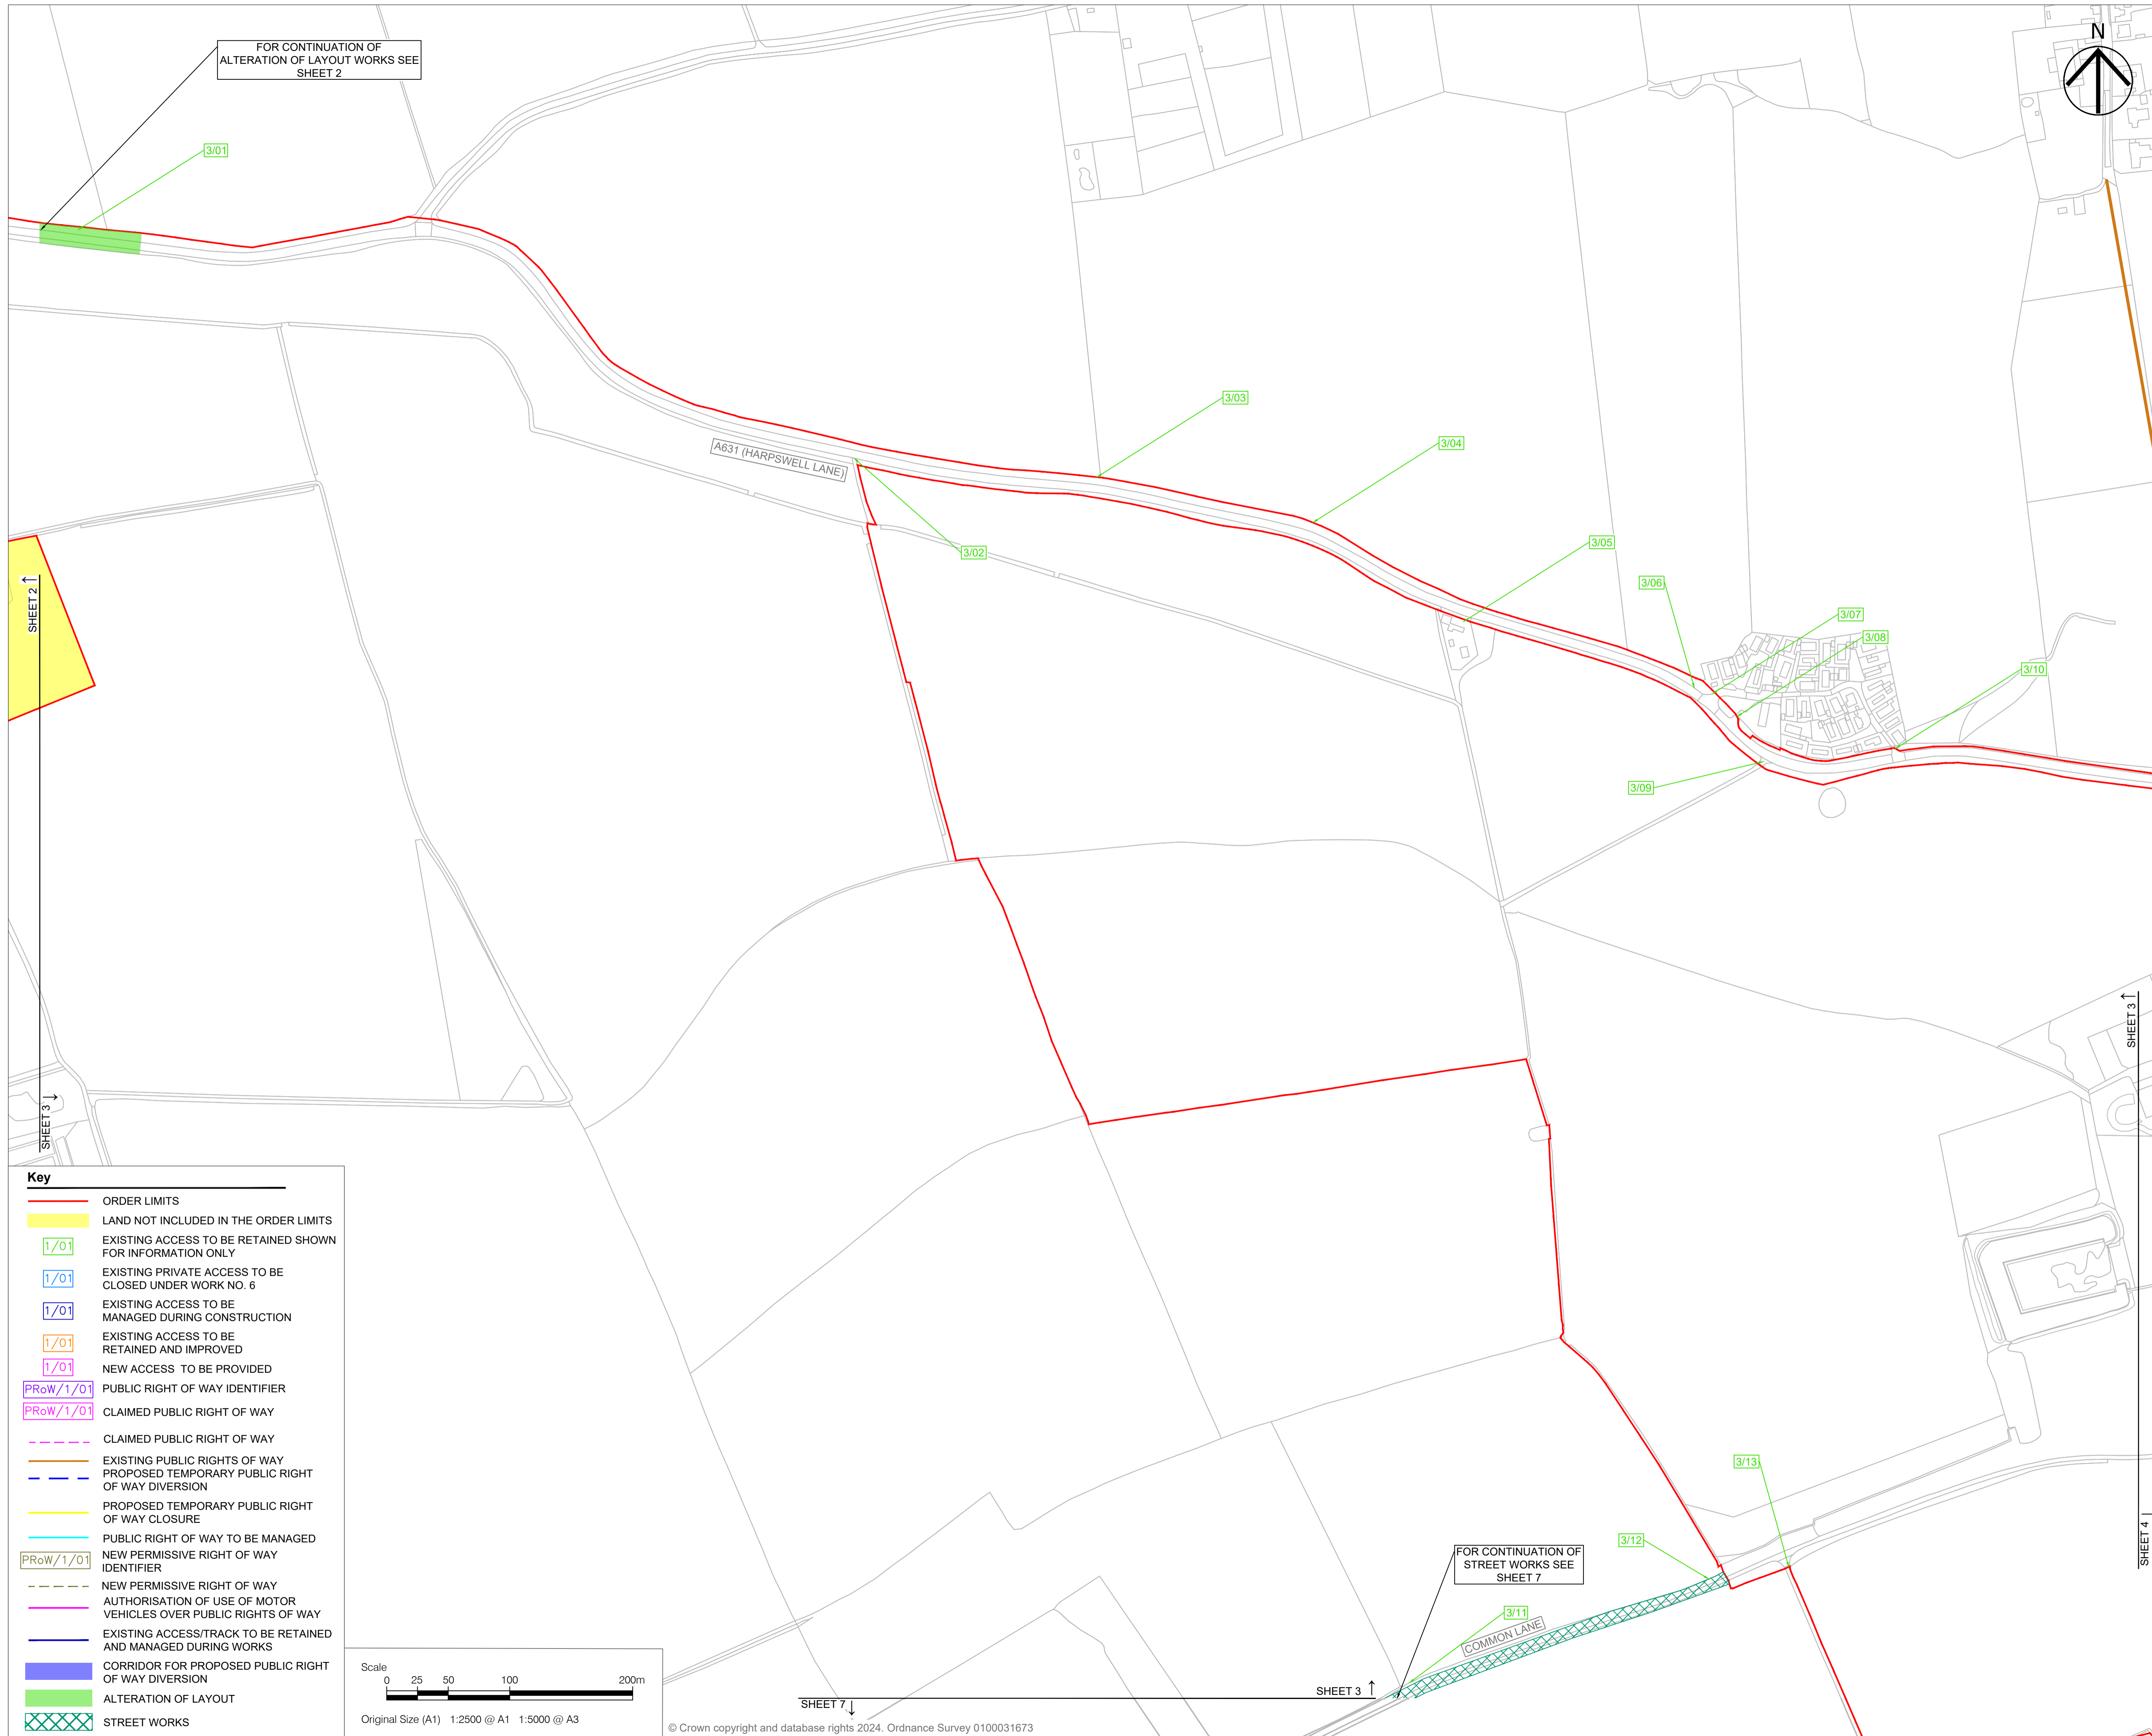 FOR CONTINUATION OF
ALTERATION OF LAYOUT WORKS SEE
SHEET 2
N
3/01
3/03
3/04
A631 (HARPSWELL LANE)
3/02
3/05
3/06
3/07
3/08
3/10
3/09
SHEET 2
SHEET 3
SHEET 3
SHEET 4
3/13
3/12
FOR CONTINUATION OF
STREET WORKS SEE
SHEET 7
3/11
COMMON LANE
SHEET 3
SHEET 7
Key
ORDER LIMITS
LAND NOT INCLUDED IN THE ORDER LIMITS
1/01
EXISTING ACCESS TO BE RETAINED SHOWN
FOR INFORMATION ONLY
1/01
EXISTING PRIVATE ACCESS TO BE
CLOSED UNDER WORK NO. 6
1/01
EXISTING ACCESS TO BE
MANAGED DURING CONSTRUCTION
1/01
EXISTING ACCESS TO BE
RETAINED AND IMPROVED
1/01
NEW ACCESS TO BE PROVIDED
PRoW/1/01
PUBLIC RIGHT OF WAY IDENTIFIER
PRoW/1/01
CLAIMED PUBLIC RIGHT OF WAY
CLAIMED PUBLIC RIGHT OF WAY
EXISTING PUBLIC RIGHTS OF WAY
PROPOSED TEMPORARY PUBLIC RIGHT
OF WAY DIVERSION
PROPOSED TEMPORARY PUBLIC RIGHT
OF WAY CLOSURE
PUBLIC RIGHT OF WAY TO BE MANAGED
PRoW/1/01
NEW PERMISSIVE RIGHT OF WAY
IDENTIFIER
NEW PERMISSIVE RIGHT OF WAY
AUTHORISATION OF USE OF MOTOR
VEHICLES OVER PUBLIC RIGHTS OF WAY
EXISTING ACCESS/TRACK TO BE RETAINED
AND MANAGED DURING WORKS
CORRIDOR FOR PROPOSED PUBLIC RIGHT
OF WAY DIVERSION
ALTERATION OF LAYOUT
STREET WORKS
Scale
0 25 50 100 200m
Original Size (A1) 1:2500 @ A1 1:5000 @ A3
© Crown copyright and database rights 2024. Ordnance Survey 0100031673